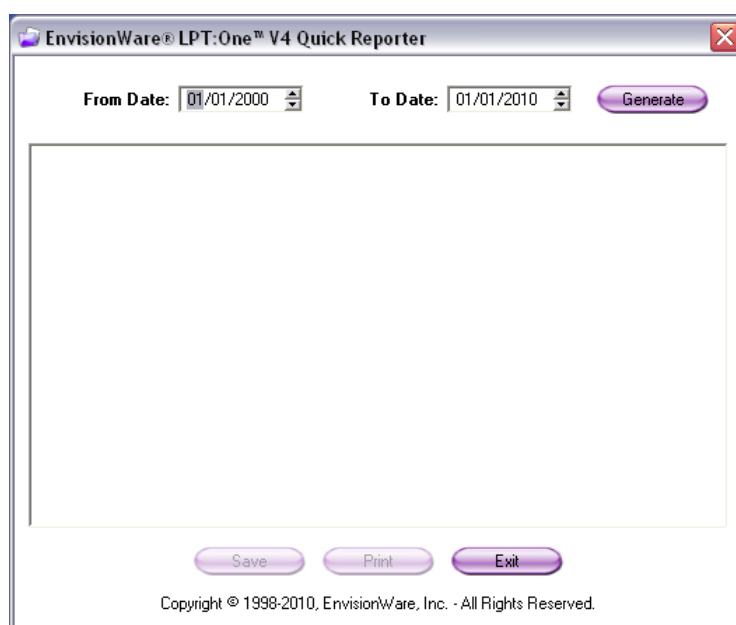 EnvisionWare® LPT:One™ V4 Quick Reporter
From Date: 01/01/2000 To Date: 01/01/2010 Generate
Save Print Exit
Copyright © 1998-2010, EnvisionWare, Inc. - All Rights Reserved.